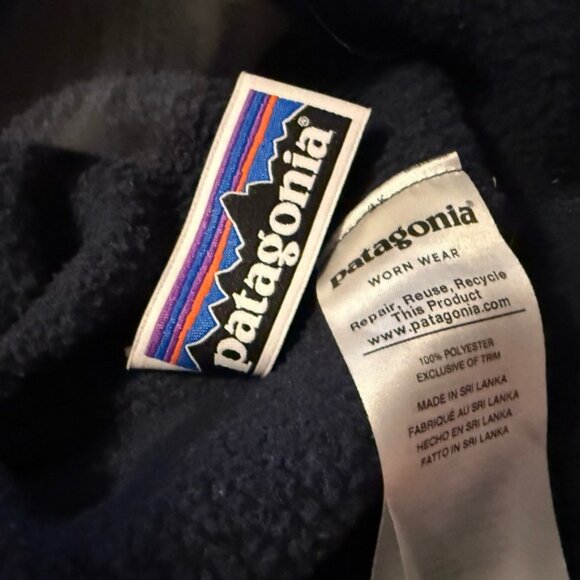 patagonia®
patagonia®
WORN WEAR
Repair, Reuse, Recycle
This Product
www.patagonia.com
100% POLYESTER
EXCLUSIVE OF TRIM
MADE IN SRI LANKA
FABRIQUÉ AU SRI LANKA
HECHO EN SRI LANKA
FATTO IN SRI LANKA